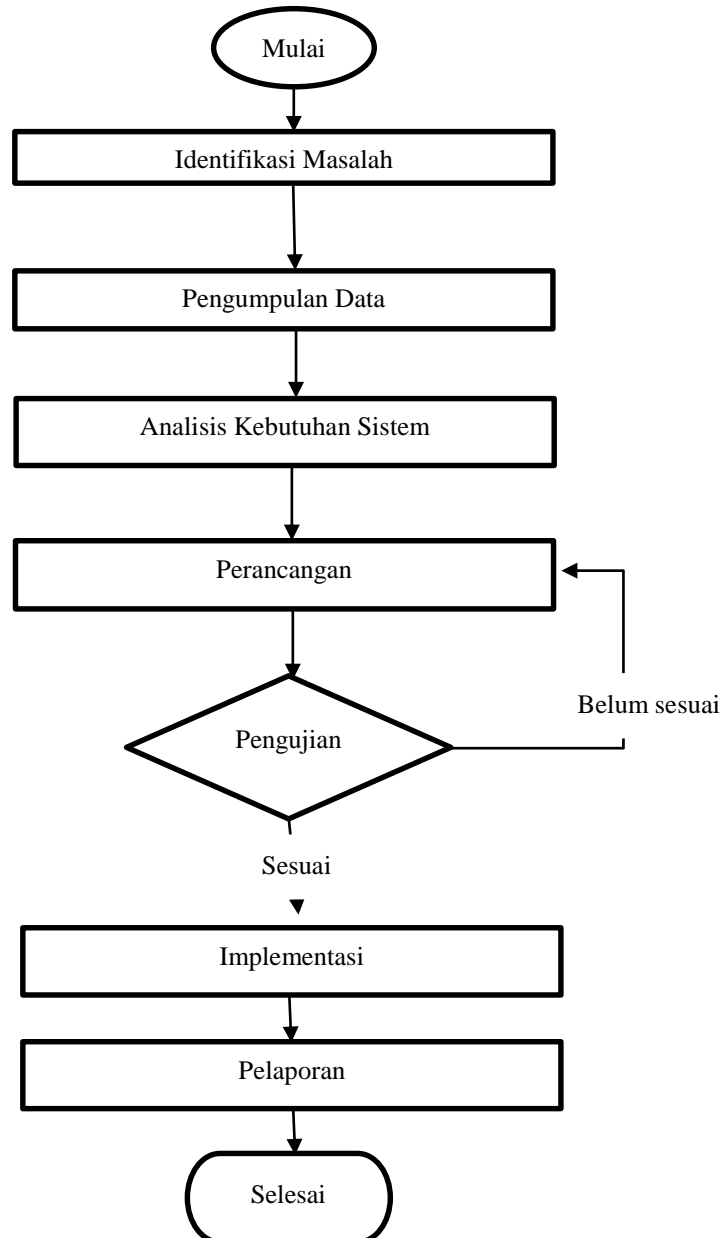 Mulai
Identifikasi Masalah
Pengumpulan Data
Analisis Kebutuhan Sistem
Perancangan
Belum sesuai
Pengujian
Sesuai
Implementasi
Pelaporan
Selesai